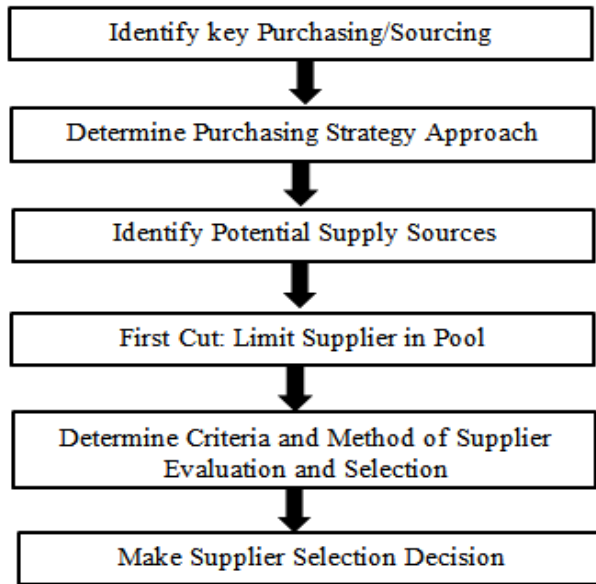 Identify key Purchasing/Sourcing
Determine Purchasing Strategy Approach
Identify Potential Supply Sources
First Cut: Limit Supplier in Pool
Determine Criteria and Method of Supplier
Evaluation and Selection
Make Supplier Selection Decision